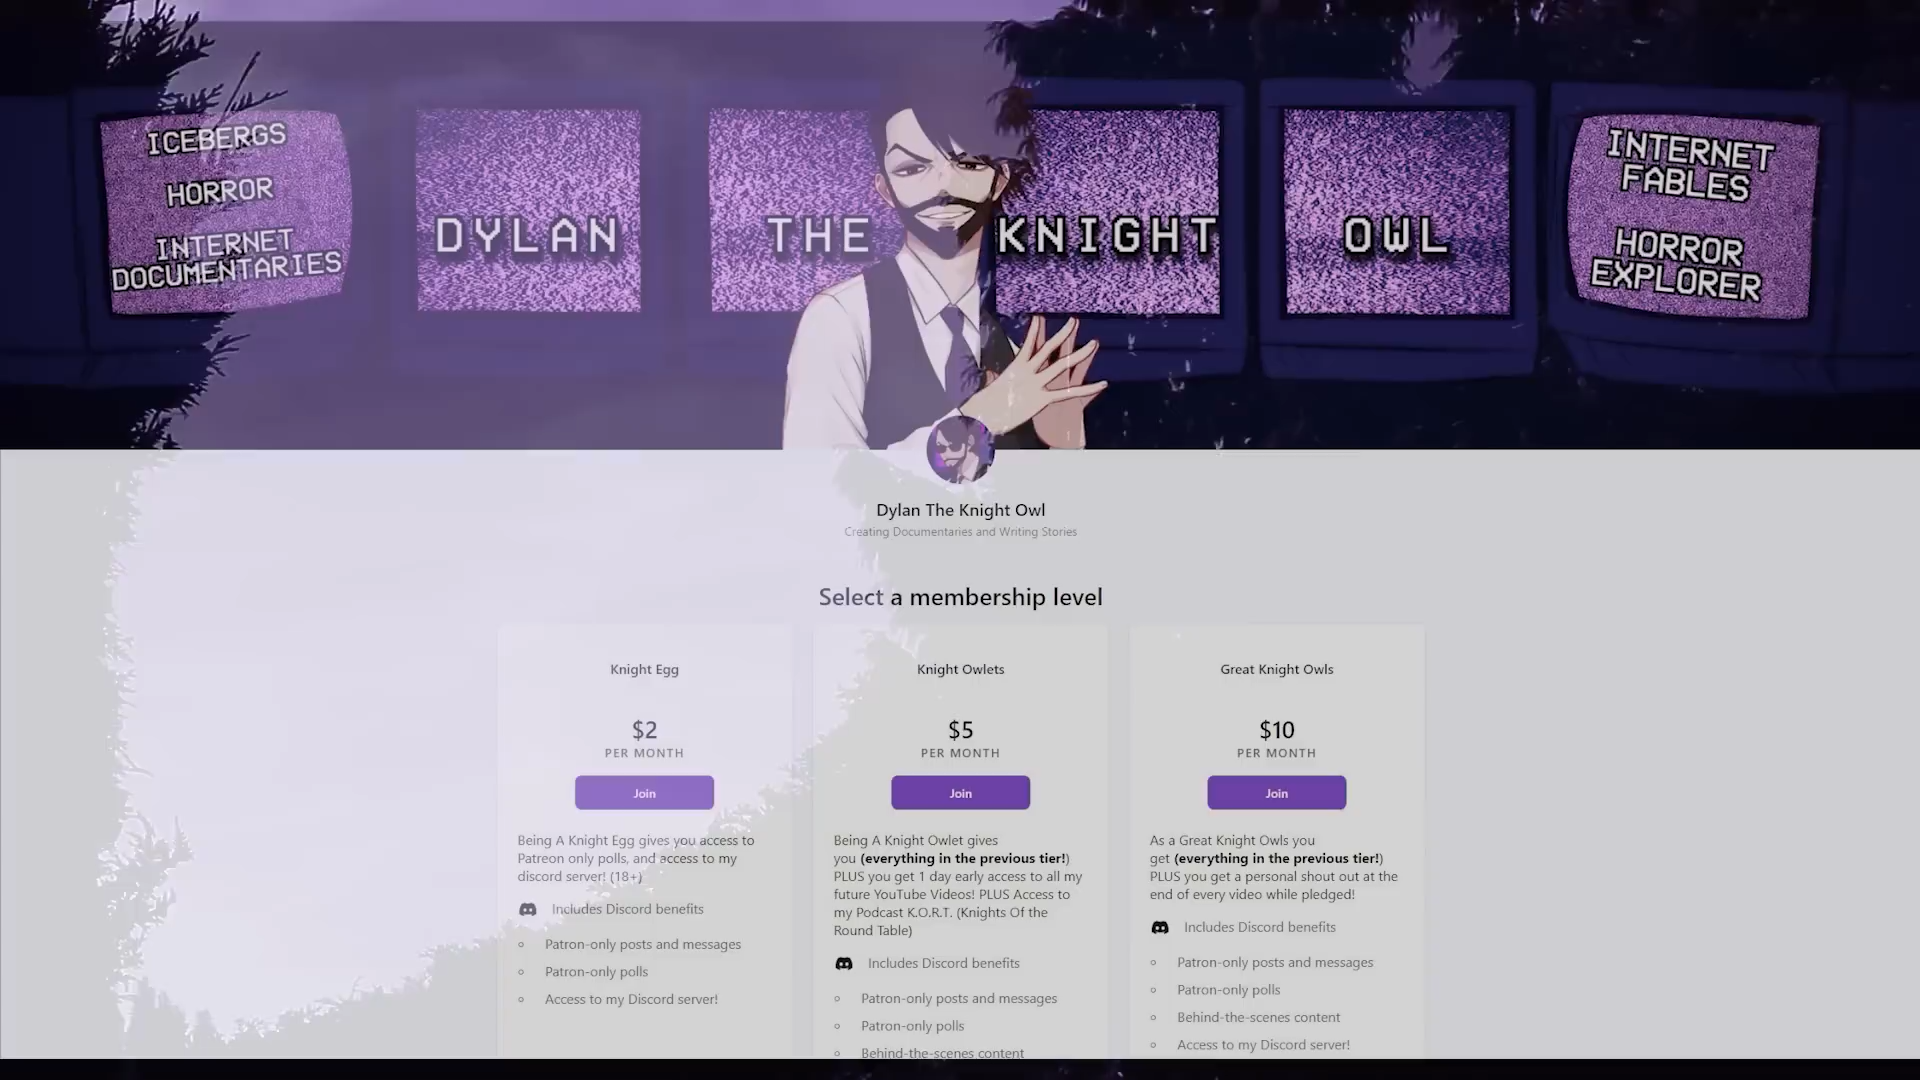 ICEBERGS
HORROR
INTERNET
DOCUMENTARIES
DYLAN
THE
KNIGHT
OWL
INTERNET
FABLES
HORROR
EXPLORER
Dylan The Knight Owl
Creating Documentaries and Writing Stories
Select a membership level
Knight Egg
$2
PER MONTH
Join
Being A Knight Egg gives you access to
Patreon only polls, and access to my
discord server! (18+)
Includes Discord benefits
Patron-only posts and messages
Patron-only polls
Access to my Discord server!
Knight Owlets
$5
PER MONTH
Join
Being A Knight Owlet gives
you (everything in the previous tier!)
PLUS you get 1 day early access to all my
future YouTube Videos! PLUS Access to
my Podcast K.O.R.T. (Knights Of the
Round Table)
Includes Discord benefits
Patron-only posts and messages
Patron-only polls
Behind-the-scenes content
Great Knight Owls
$10
PER MONTH
Join
As a Great Knight Owls you
get (everything in the previous tier!)
PLUS you get a personal shout out at the
end of every video while pledged!
Includes Discord benefits
Patron-only posts and messages
Patron-only polls
Behind-the-scenes content
Access to my Discord server!